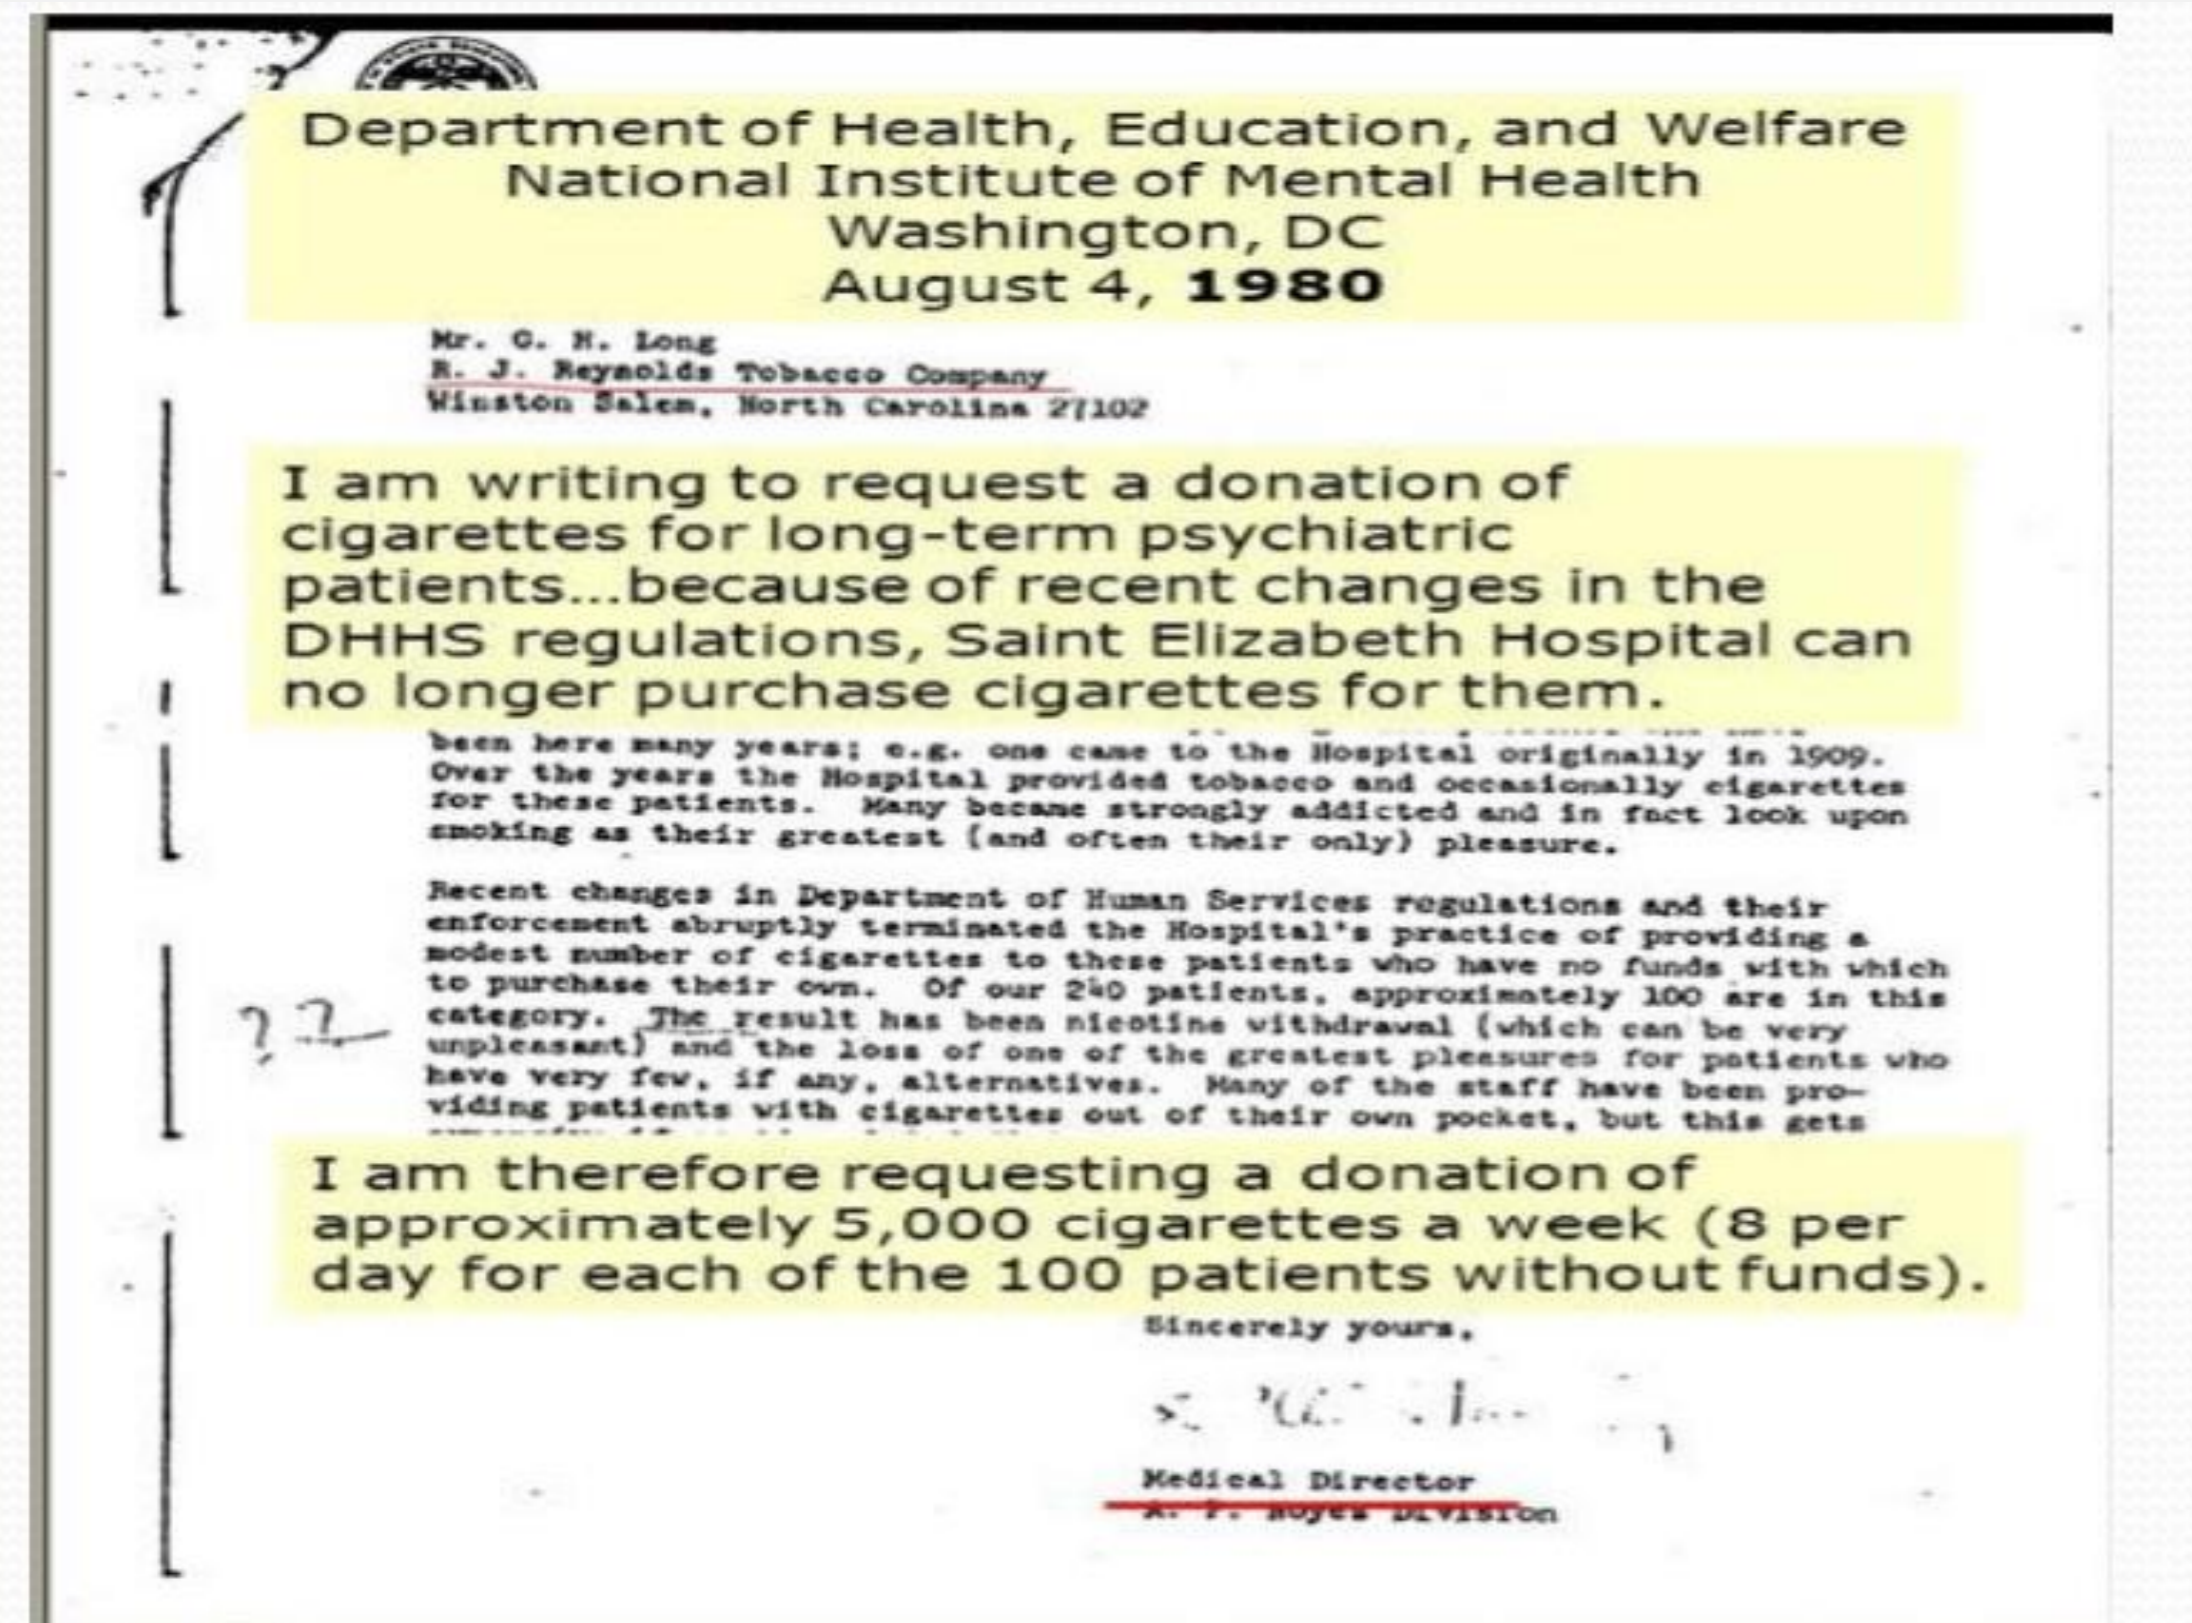 Department of Health, Education, and Welfare
National Institute of Mental Health
Washington, DC
August 4, 1980
Mr. G. H. Long
R. J. Reynolds Tobacco Company
Winston Salem, North Carolina 27102
I am writing to request a donation of
cigarettes for long-term psychiatric
patients...because of recent changes in the
DHHS regulations, Saint Elizabeth Hospital can
no longer purchase cigarettes for them.
been here many years; e.g. one came to the Hospital originally in 1909.
Over the years the Hospital provided tobacco and occasionally cigarettes
for these patients. Many became strongly addicted and in fact look upon
smoking as their greatest (and often their only) pleasure.
Recent changes in Department of Human Services regulations and their
enforcement abruptly terminated the Hospital's practice of providing a
modest number of cigarettes to these patients who have no funds with which
to purchase their own. Of our 240 patients, approximately 100 are in this
category. The result has been nicotine withdrawal (which can be very
??
unpleasant) and the loss of one of the greatest pleasures for patients who
have very few, if any, alternatives. Many of the staff have been pro-
viding patients with cigarettes out of their own pocket, but this gets
I am therefore requesting a donation of
approximately 5,000 cigarettes a week (8 per
day for each of the 100 patients without funds).
Sincerely yours,
Medical Director
Division